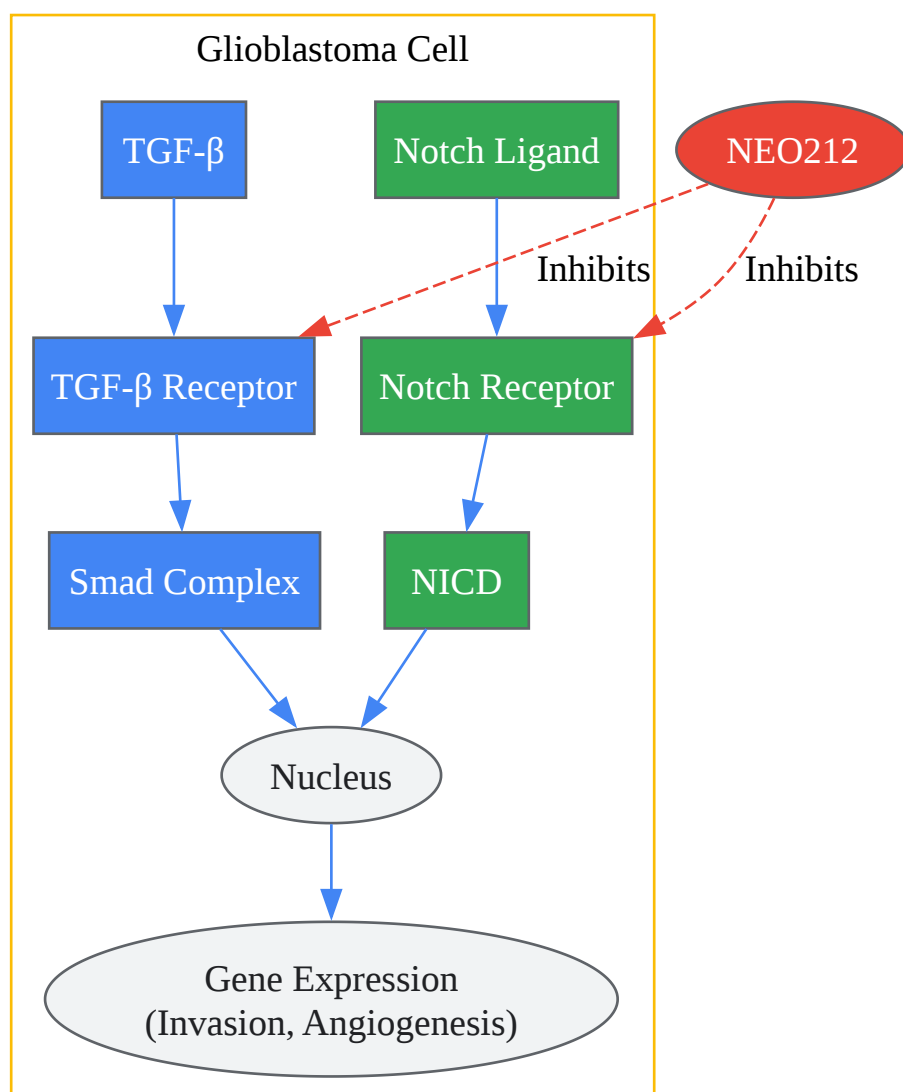 Glioblastoma Cell
TGF-β
Notch Ligand
NEO212
Inhibits
Inhibits
TGF-β Receptor
Notch Receptor
Smad Complex
NICD
Nucleus
Gene Expression
(Invasion, Angiogenesis)